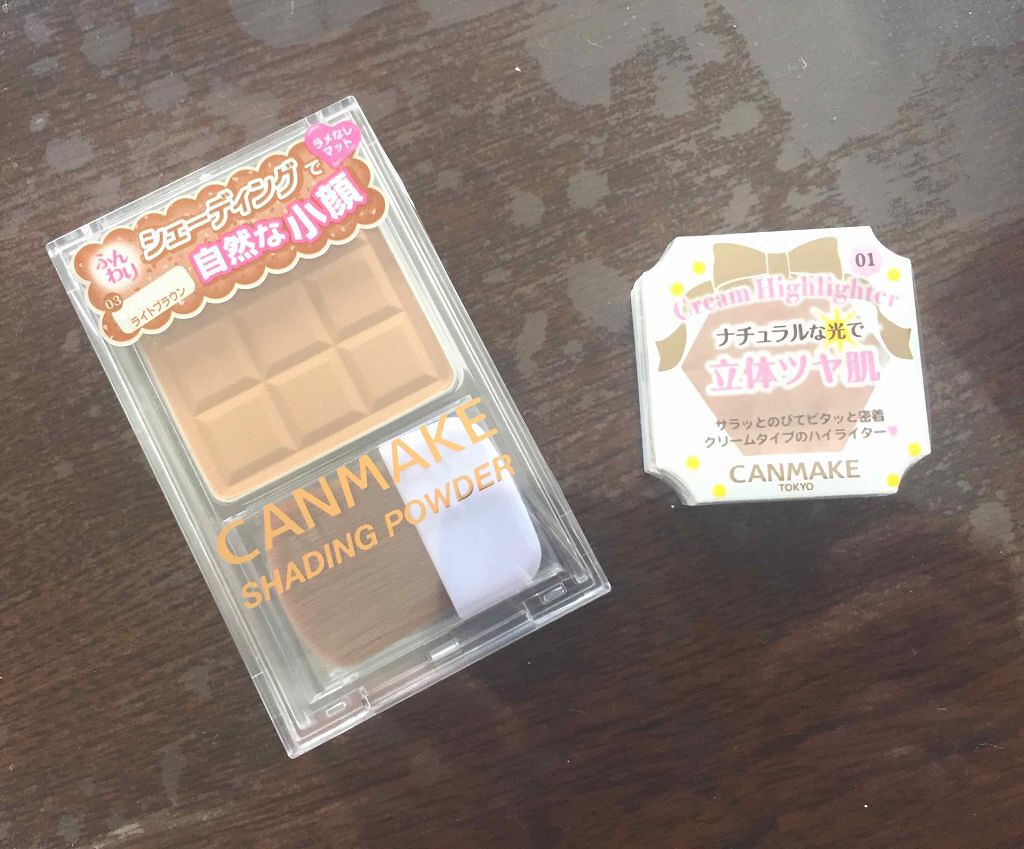 ラメなし
マット
ふんわり
シェーディングで
自然な小顔
03
ライトブラウン
CANMAKE
SHADING POWDER
01
Cream Highlighter
ナチュラルな光で
立体ツヤ肌
サラッとのびてピタッと密着
クリームタイプのハイライター♥
CANMAKE
TOKYO